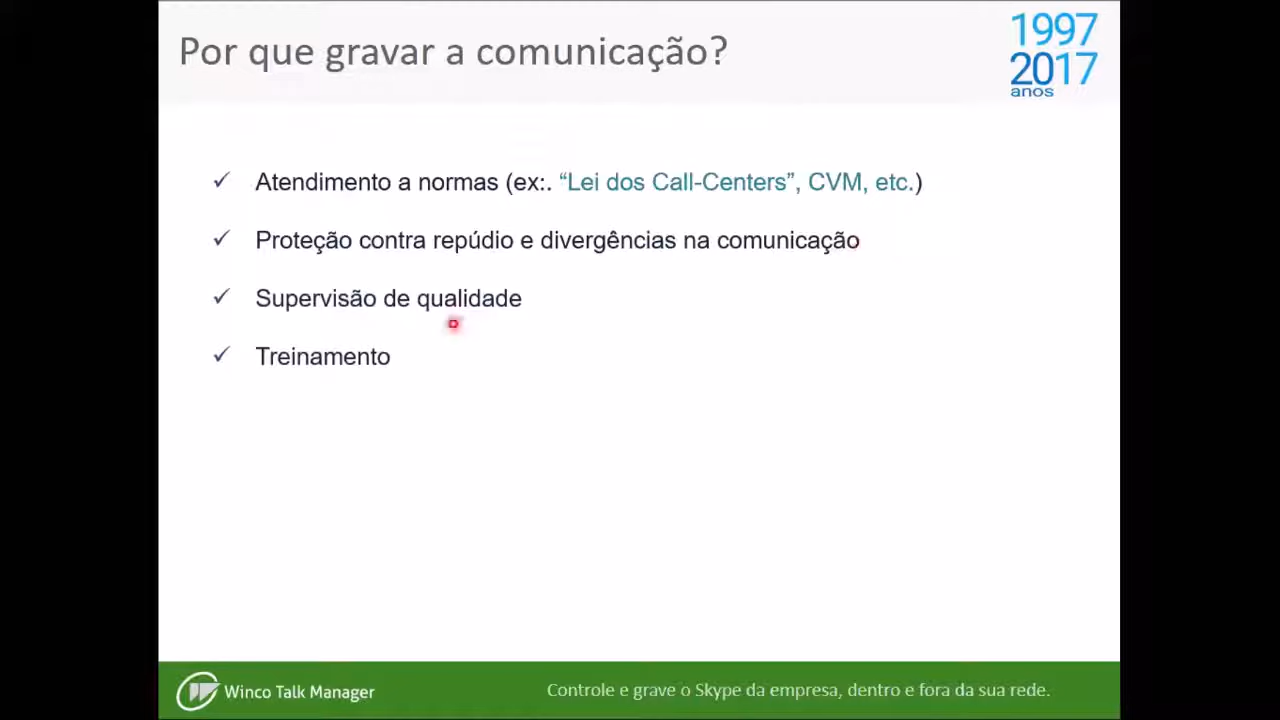 Por que gravar a comunicação?
1997
2017
anos
✓ Atendimento a normas (ex:. “Lei dos Call-Centers”, CVM, etc.)
✓ Proteção contra repúdio e divergências na comunicação
✓ Supervisão de qualidade
✓ Treinamento
Winco Talk Manager
Controle e grave o Skype da empresa, dentro e fora da sua rede.